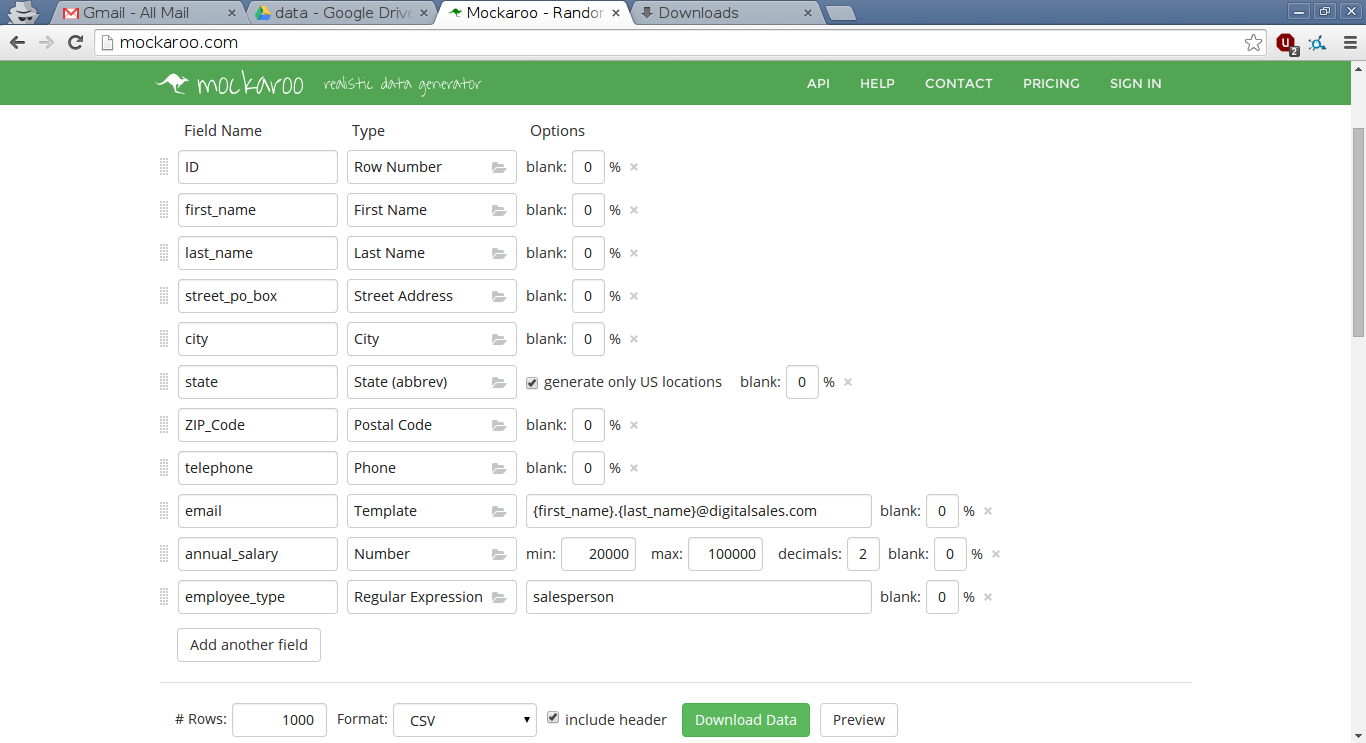 Gmail - All Mail
data - Google Drive
Mockaroo - Randor
Downloads
mockaroo.com
2
mockaroo realistic data generator API HELP CONTACT PRICING SIGN IN
Field Name Type Options
ID Row Number blank: 0 %
first_name First Name blank: 0 %
last_name Last Name blank: 0 %
street_po_box Street Address blank: 0 %
city City blank: 0 %
state State (abbrev) generate only US locations blank: 0 %
ZIP_Code Postal Code blank: 0 %
telephone Phone blank: 0 %
email Template {first_name}.{last_name}@digitalsales.com blank: 0 %
annual_salary Number min: 20000 max: 100000 decimals: 2 blank: 0 %
employee_type Regular Expression salesperson blank: 0 %
Add another field
# Rows: 1000 Format: CSV include header Download Data Preview